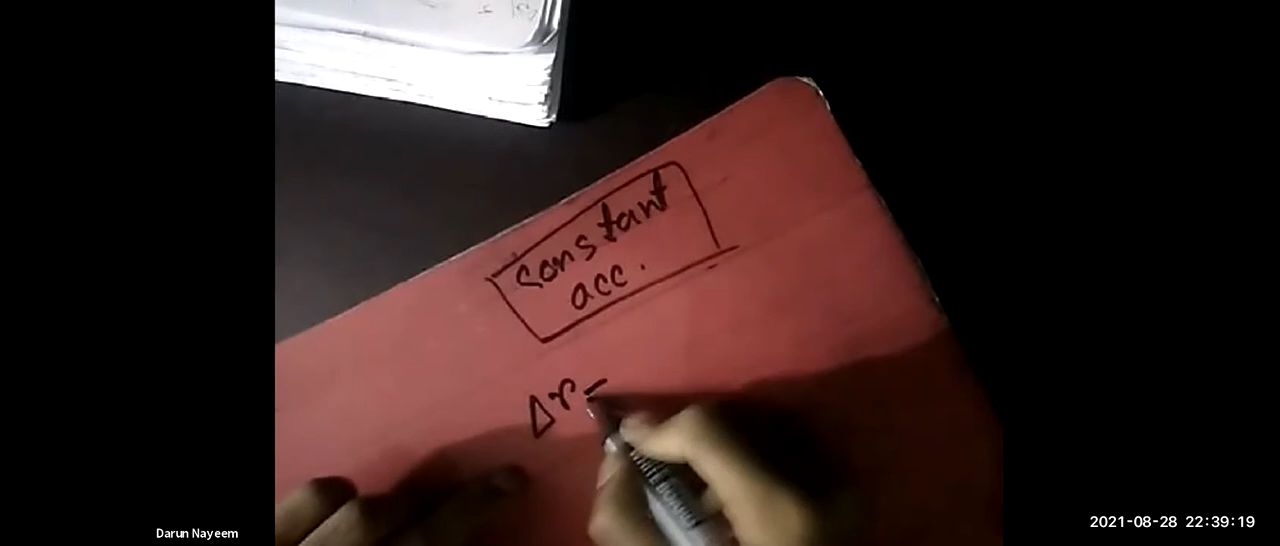 constant
acc.
Δr=
Darun Nayeem
2021-08-28 22:39:19